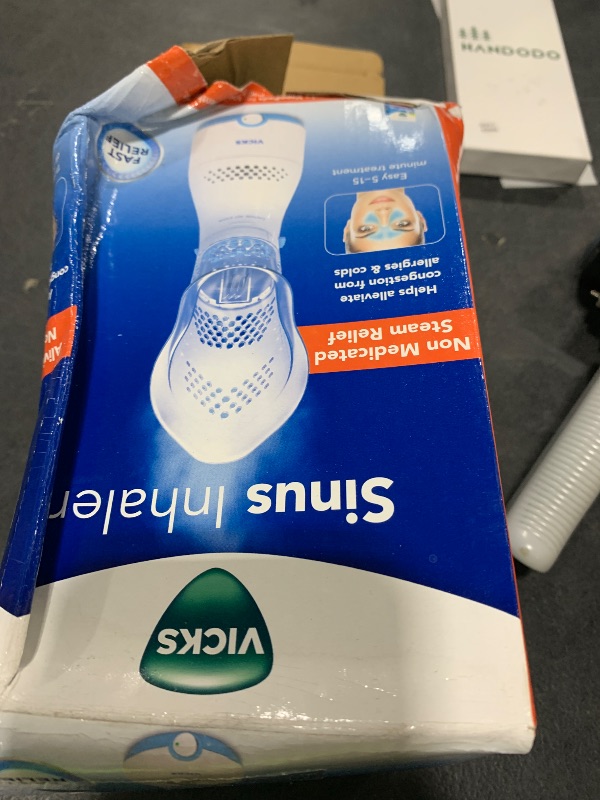 VICKS
Sinus Inhaler
Non Medicated
Steam Relief
Helps alleviate
congestion from
allergies & colds
Easy 5-15
minute treatment
FAST
RELIEF
VICKS
HANDODO